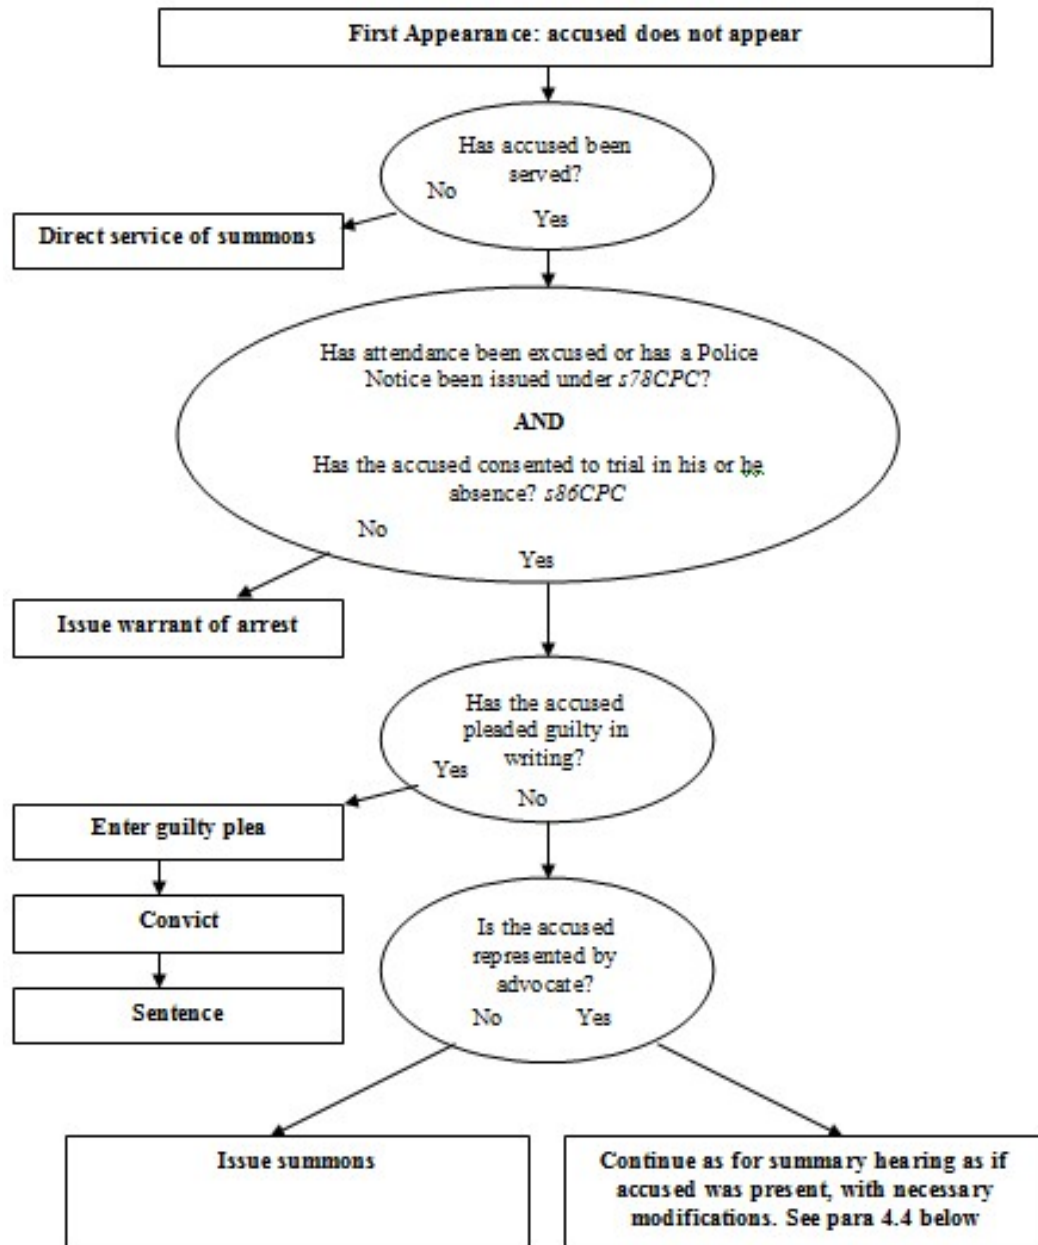 First Appearance: accused does not appear
Has accused been
served?
No
Yes
Direct service of summons
Has attendance been excused or has a Police
Notice been issued under s78CPC?
AND
Has the accused consented to trial in his or he
absence? s86CPC
No
Yes
Issue warrant of arrest
Has the accused
pleaded guilty in
writing?
Yes
No
Enter guilty plea
Convict
Sentence
Is the accused
represented by
advocate?
No Yes
Issue summons
Continue as for summary hearing as if
accused was present, with necessary
modifications. See para 4.4 below